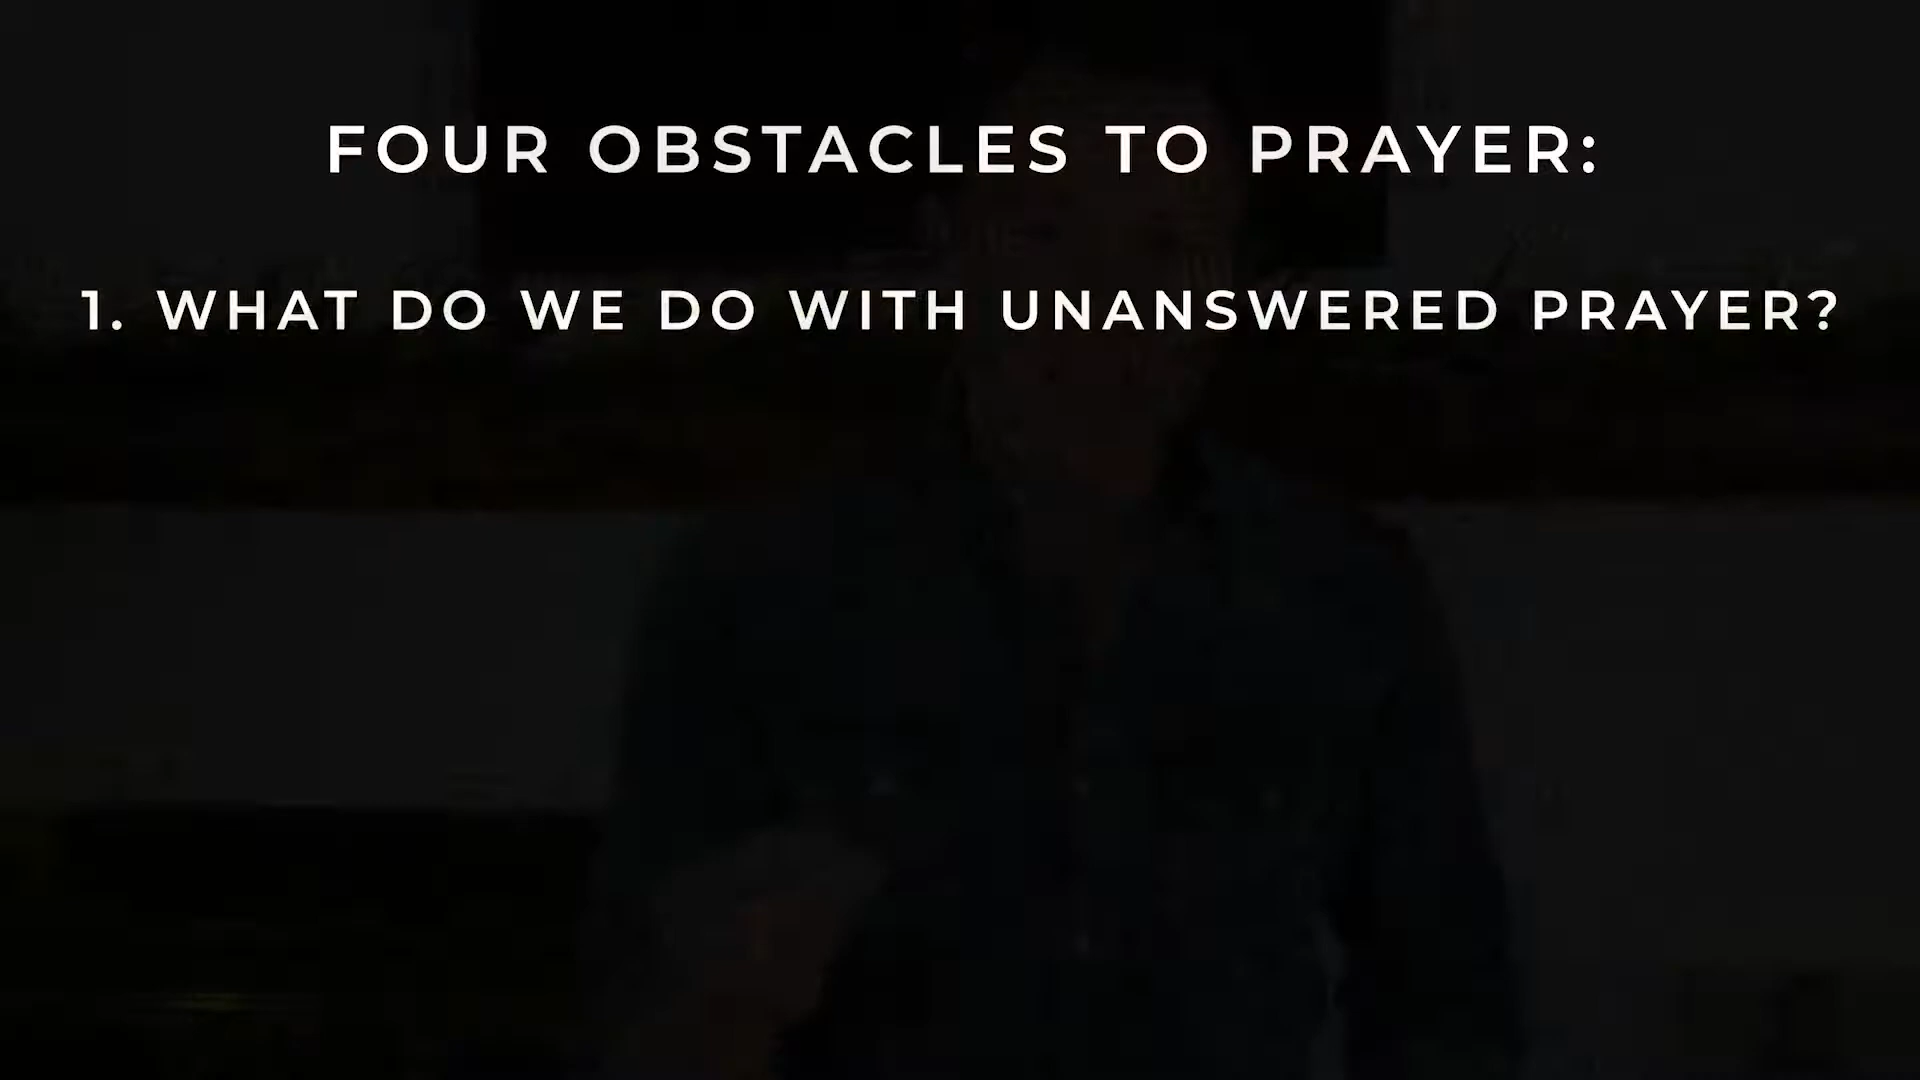 FOUR OBSTACLES TO PRAYER:
1. WHAT DO WE DO WITH UNANSWERED PRAYER?